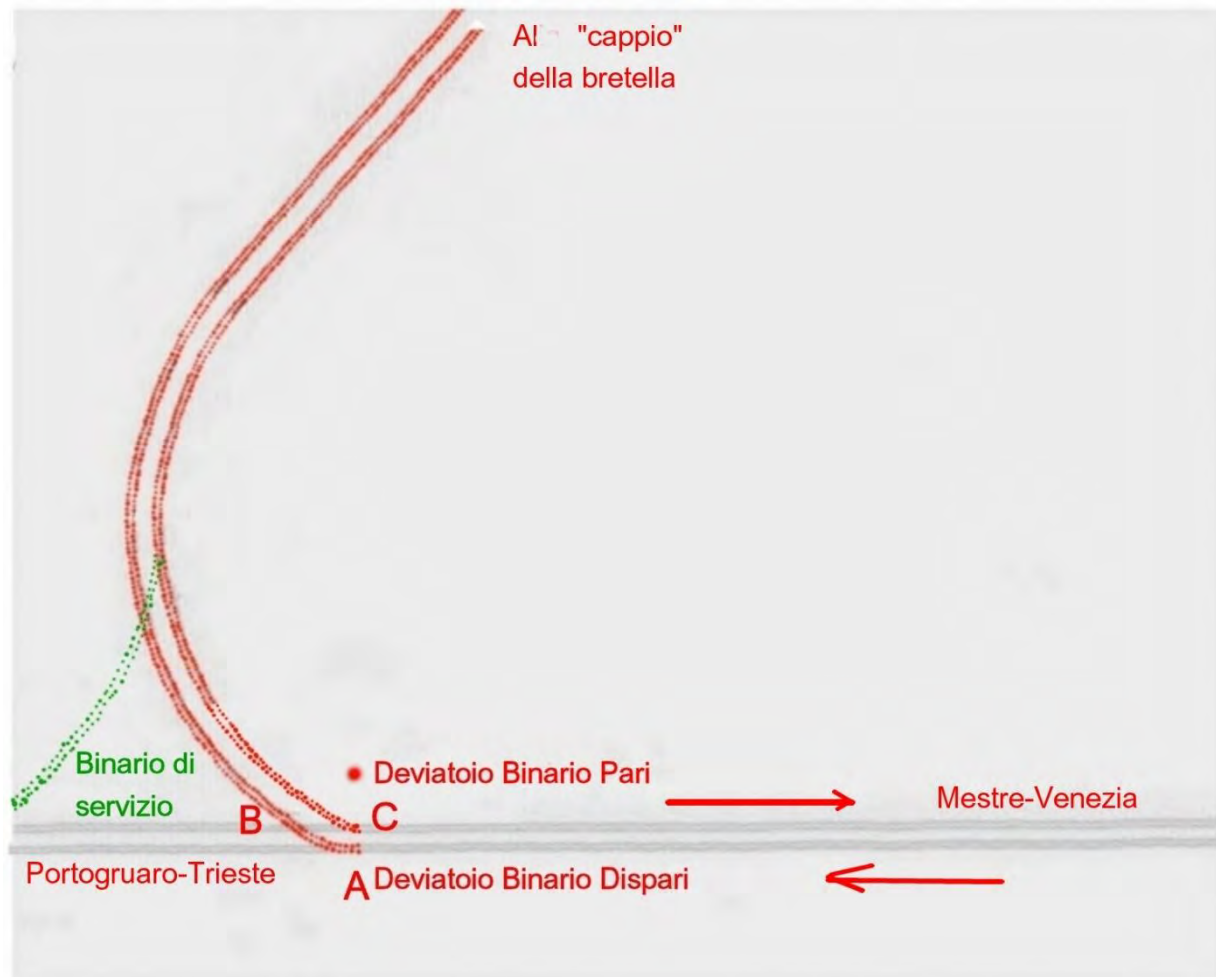 Al "cappio"
della bretella
Binario di
servizio
Deviatoio Binario Pari
Mestre-Venezia
B
C
Portogruaro-Trieste
A
Deviatoio Binario Dispari